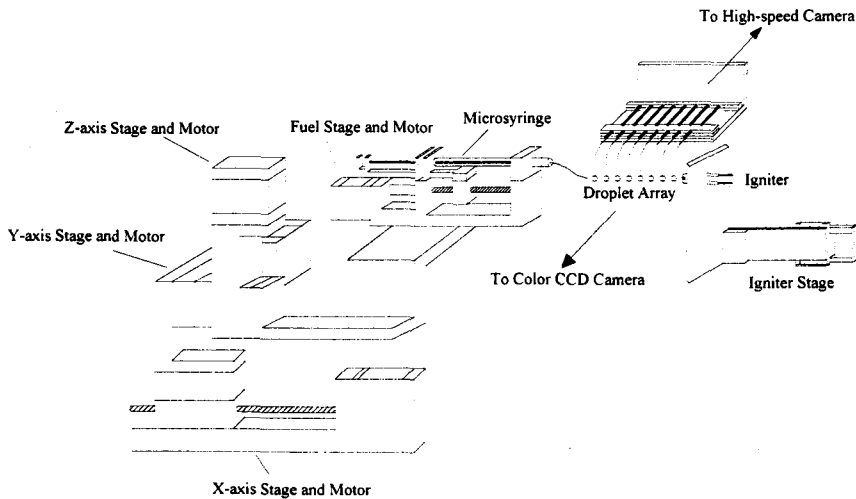 To High-speed Camera
Z-axis Stage and Motor
Fuel Stage and Motor
Microsyringe
Igniter
Droplet Array
Y-axis Stage and Motor
To Color CCD Camera
Igniter Stage
X-axis Stage and Motor